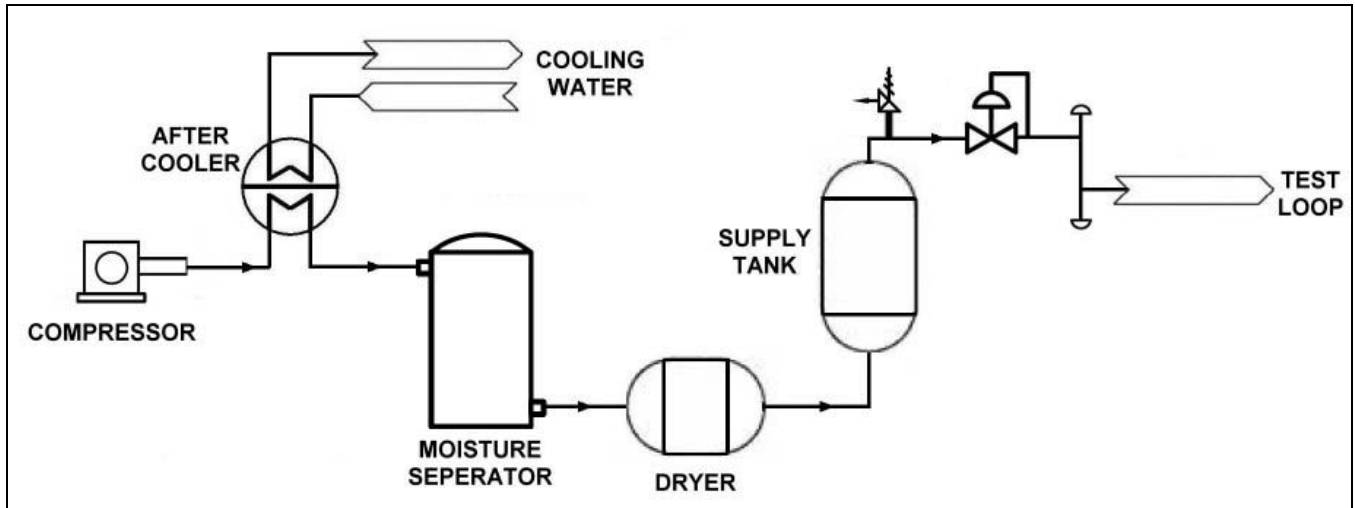 COOLING
WATER
AFTER
COOLER
TEST
LOOP
SUPPLY
TANK
COMPRESSOR
MOISTURE
SEPERATOR
DRYER